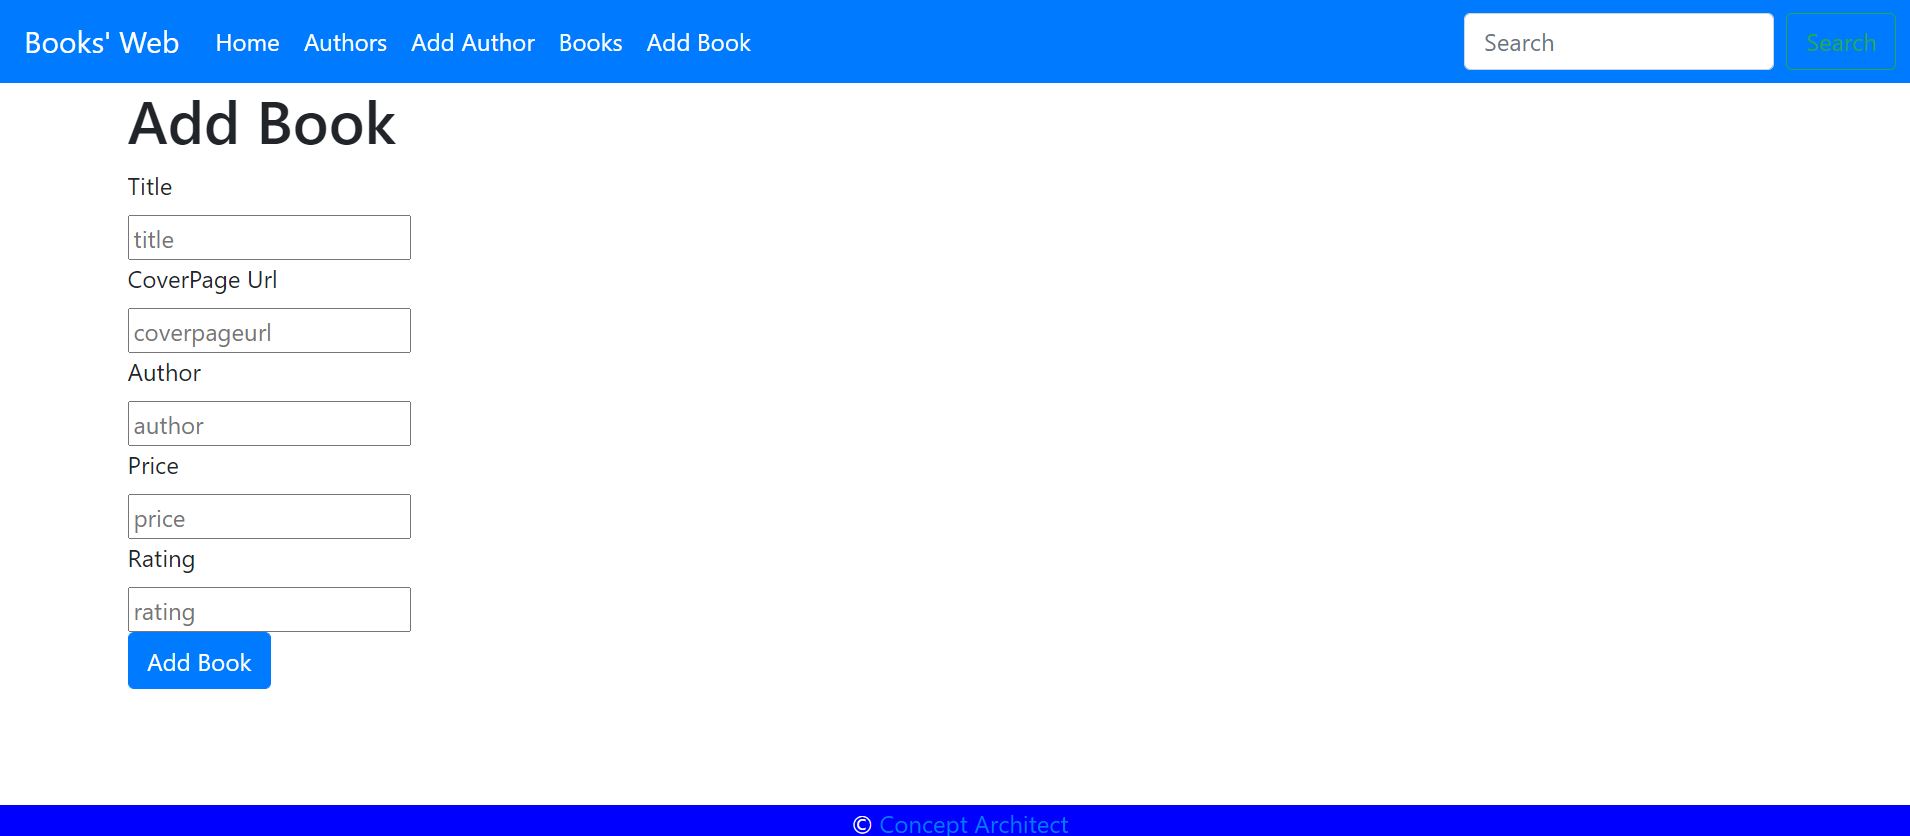 Books' Web Home Authors Add Author Books Add Book Search Search
Add Book
Title
title
CoverPage Url
coverpageurl
Author
author
Price
price
Rating
rating
Add Book
© Concept Architect